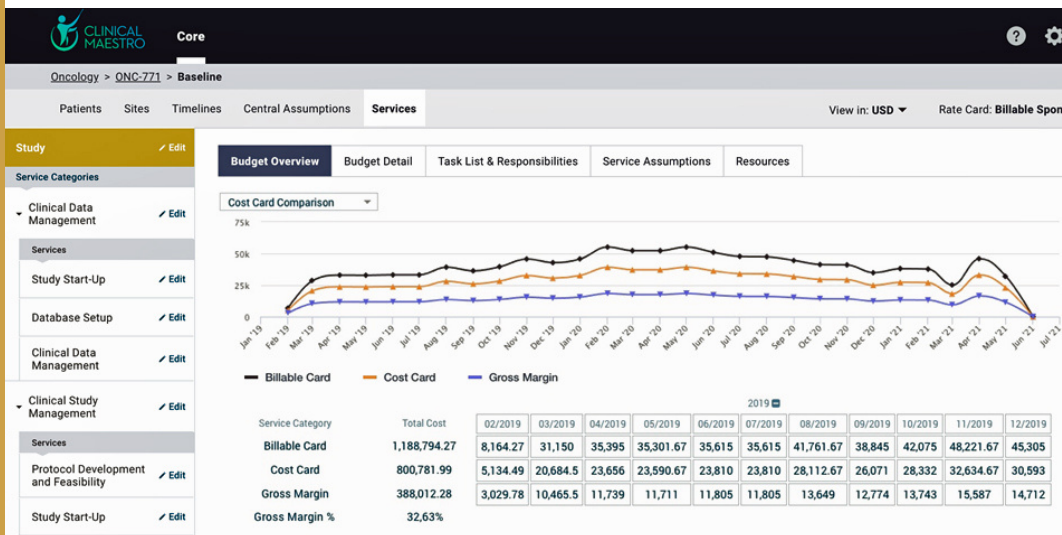 CLINICAL
MAESTRO
Core
?
Oncology > ONC-771 > Baseline
Patients Sites Timelines Central Assumptions Services View in: USD Rate Card: Billable Spon
Study Edit
Service Categories
Clinical Data
Management Edit
Services
Study Start-Up Edit
Database Setup Edit
Clinical Data
Management Edit
Clinical Study
Management Edit
Services
Protocol Development
and Feasibility Edit
Study Start-Up Edit
Budget Overview Budget Detail Task List & Responsibilities Service Assumptions Resources
Cost Card Comparison
75k
50k
25k
0
Jan '19 Feb '19 Mar '19 Apr '19 May '19 Jun '19 Jul '19 Aug '19 Sep '19 Oct '19 Nov '19 Dec '19 Jan '20 Feb '20 Mar '20 Apr '20 May '20 Jun '20 Jul '20 Aug '20 Sep '20 Oct '20 Nov '20 Dec '20 Jan '21 Feb '21 Mar '21 Apr '21 May '21 Jun '21 Jul '21
Billable Card Cost Card Gross Margin
2019
Service Category Total Cost 02/2019 03/2019 04/2019 05/2019 06/2019 07/2019 08/2019 09/2019 10/2019 11/2019 12/2019
Billable Card 1,188,794.27 8,164.27 31,150 35,395 35,301.67 35,615 35,615 41,761.67 38,845 42,075 48,221.67 45,305
Cost Card 800,781.99 5,134.49 20,684.5 23,656 23,590.67 23,810 23,810 28,112.67 26,071 28,332 32,634.67 30,593
Gross Margin 388,012.28 3,029.78 10,465.5 11,739 11,711 11,805 11,805 13,649 12,774 13,743 15,587 14,712
Gross Margin % 32,63%